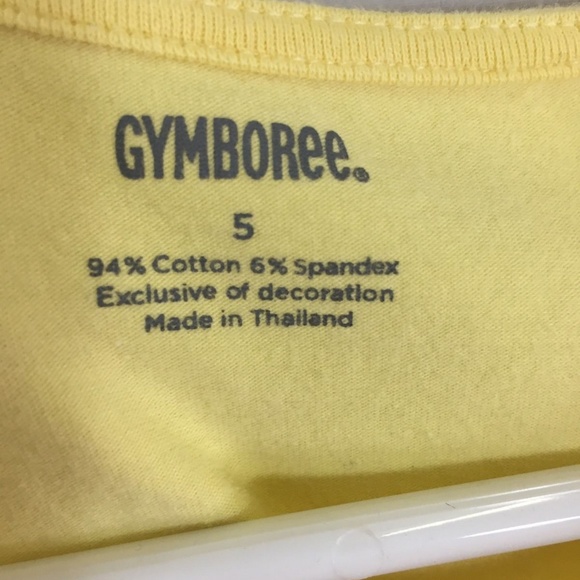 GYMBORee®
5
94% Cotton 6% Spandex
Exclusive of decoration
Made in Thailand